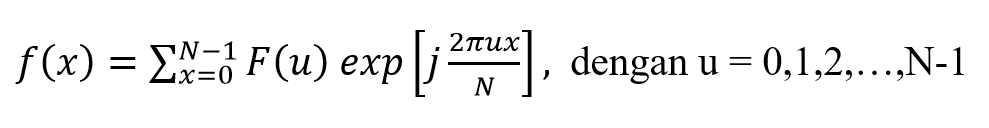 f(x) = ∑_{x=0}^{N−1} F(u) exp [j 2πux/N], dengan u = 0,1,2,…,N-1